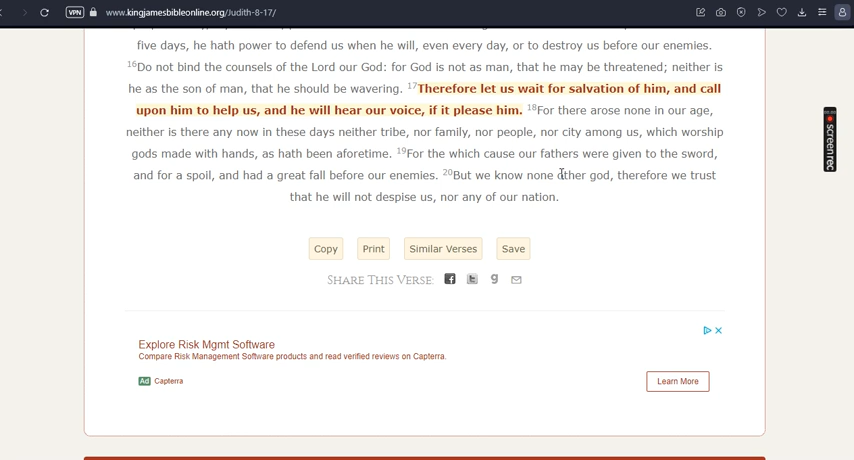 VPN www.kingjamesbibleonline.org/Judith-8-17/
five days, he hath power to defend us when he will, even every day, or to destroy us before our enemies.
16Do not bind the counsels of the Lord our God: for God is not as man, that he may be threatened; neither is
he as the son of man, that he should be wavering. 17Therefore let us wait for salvation of him, and call
upon him to help us, and he will hear our voice, if it please him. 18For there arose none in our age,
neither is there any now in these days neither tribe, nor family, nor people, nor city among us, which worship
gods made with hands, as hath been aforetime. 19For the which cause our fathers were given to the sword,
and for a spoil, and had a great fall before our enemies. 20But we know none other god, therefore we trust
that he will not despise us, nor any of our nation.
Copy Print Similar Verses Save
Share This Verse:
Explore Risk Mgmt Software
Compare Risk Management Software products and read verified reviews on Capterra.
Ad Capterra
Learn More
screenrec